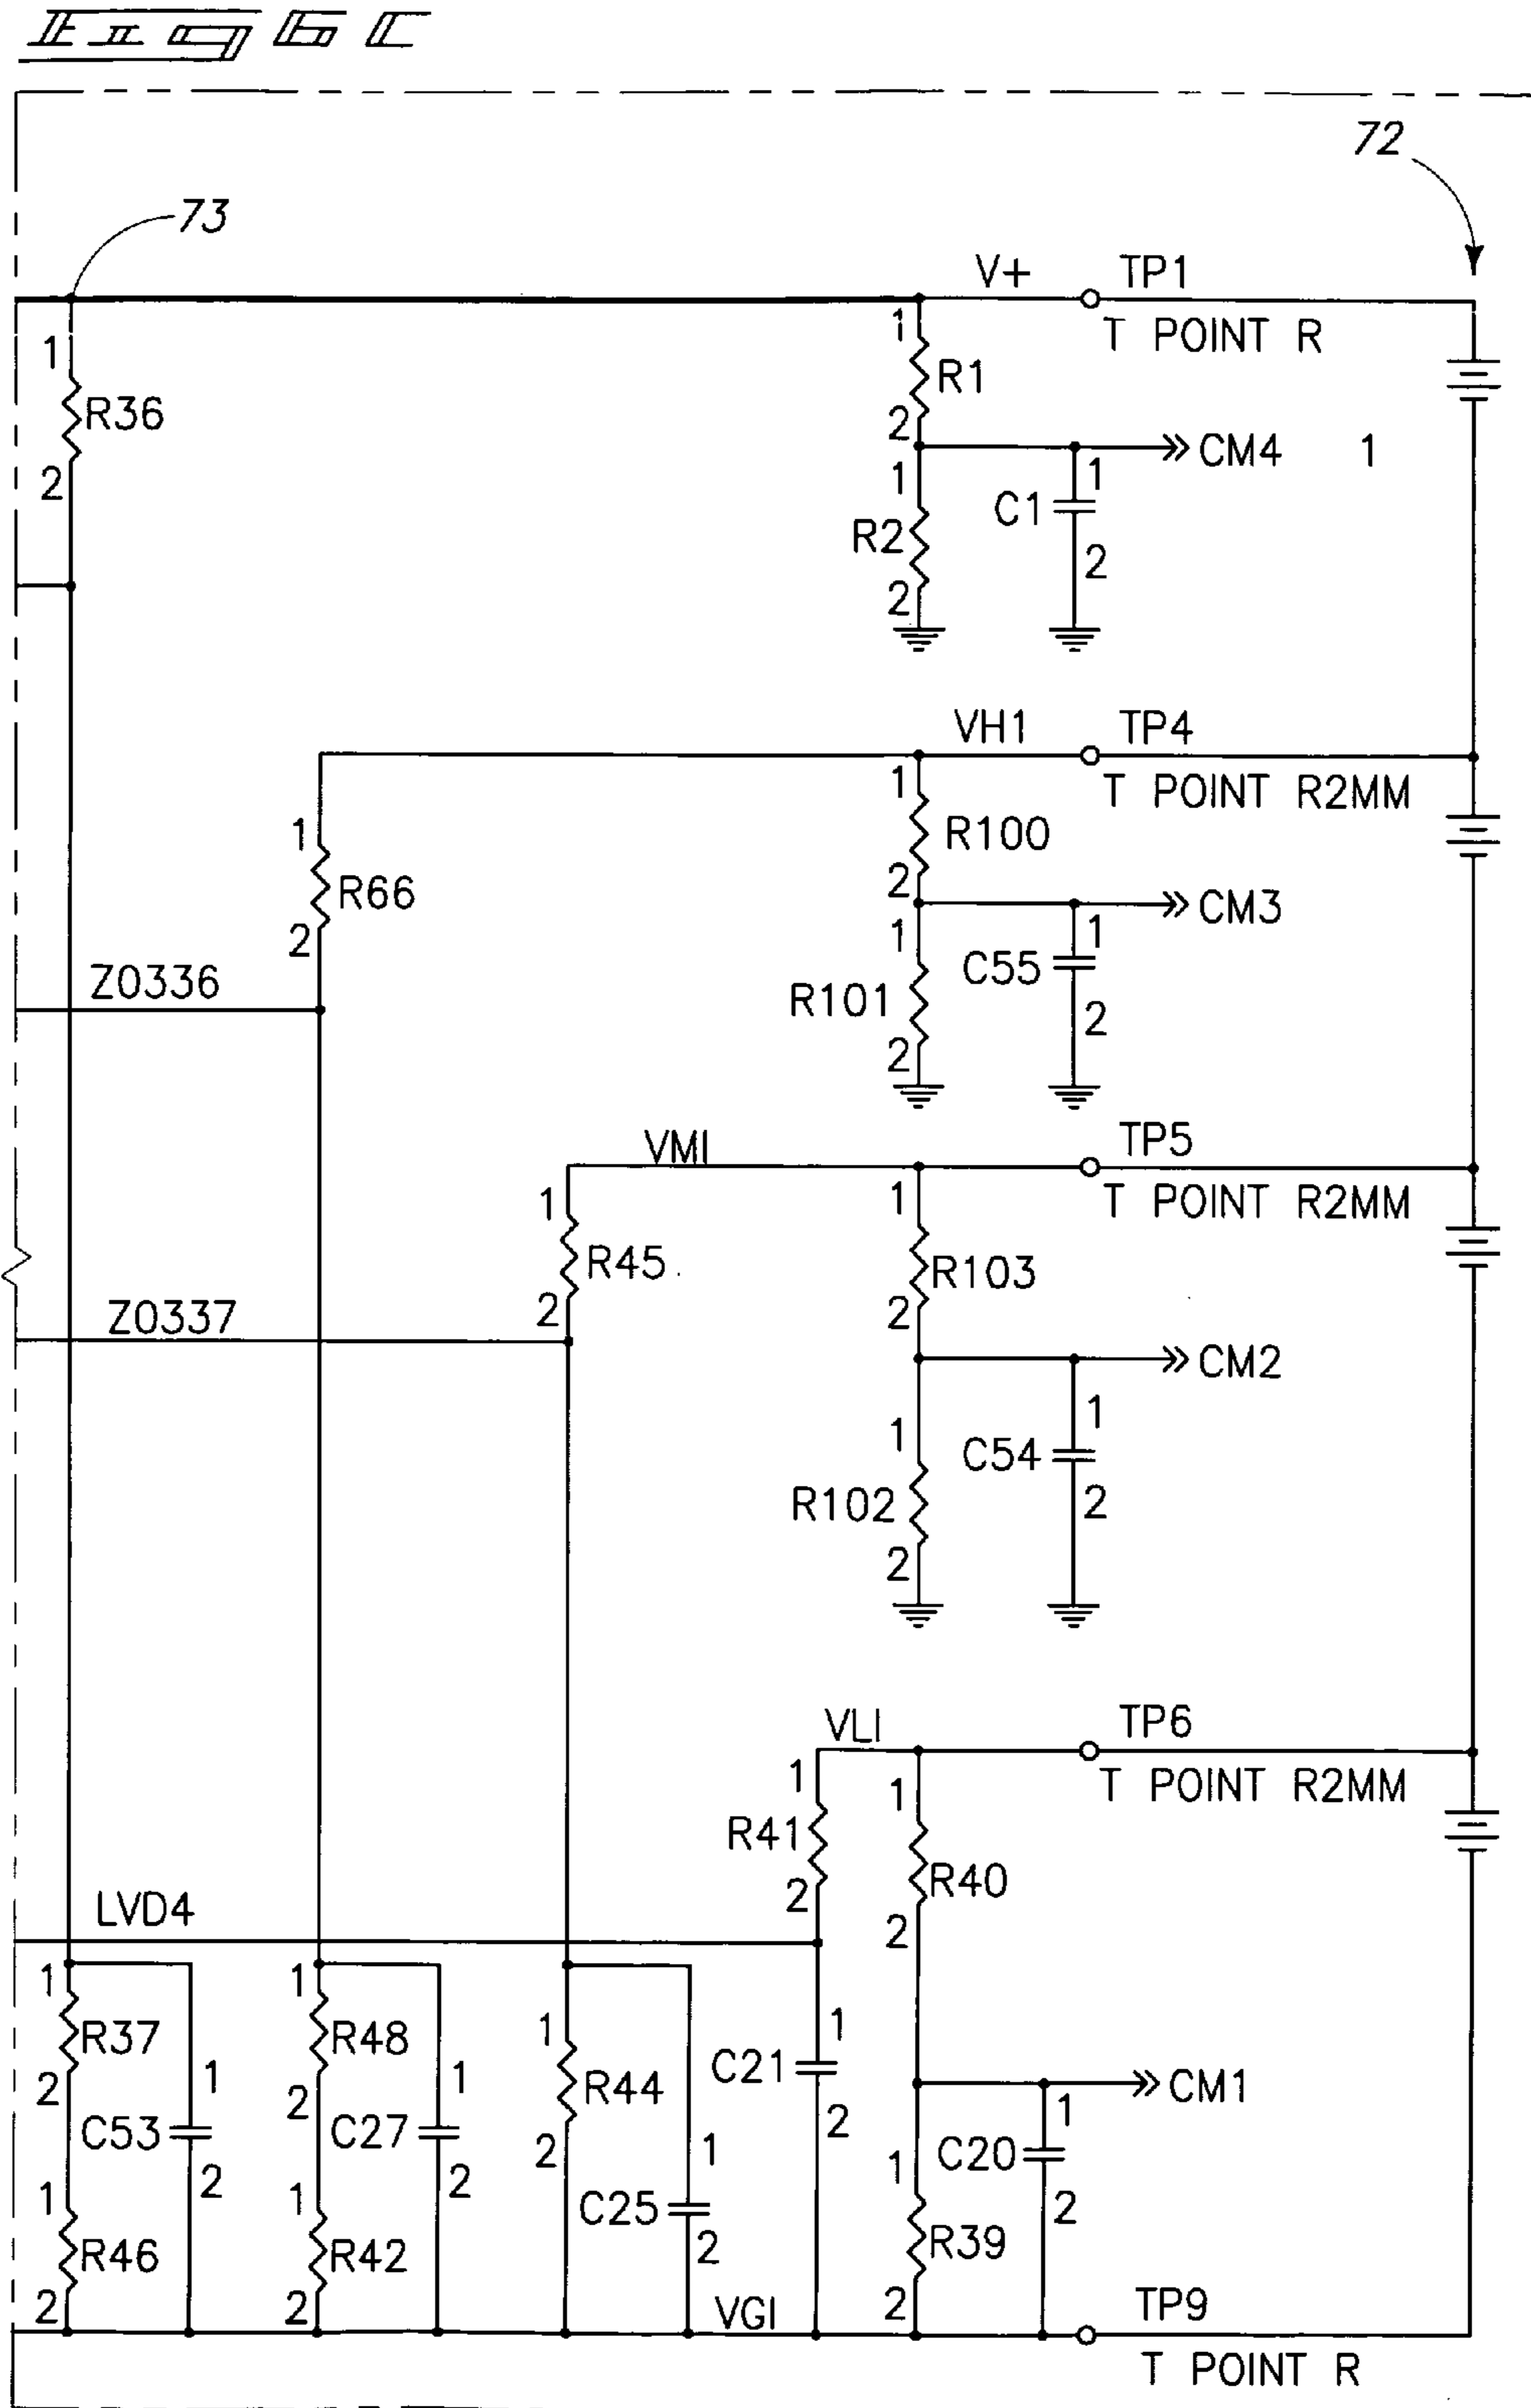 Fig 6C
72
73
V+ TP1
T POINT R
1
R36
2
1
R1
2
CM4 1
1
R2
2
1
C1
2
VH1 TP4
T POINT R2MM
1
R66
2
1
R100
2
CM3
Z0336
1
R101
2
1
C55
2
VMI TP5
T POINT R2MM
1
R45
2
1
R103
2
Z0337
CM2
1
R102
2
1
C54
2
VLI TP6
T POINT R2MM
1
R41
2
1
R40
2
LVD4
1
R37
2
1
C53
2
1
R46
2
1
R48
2
1
C27
2
1
R42
2
1
R44
2
1
C25
2
1
C21
2
CM1
1
C20
2
1
R39
2
VGI TP9
T POINT R